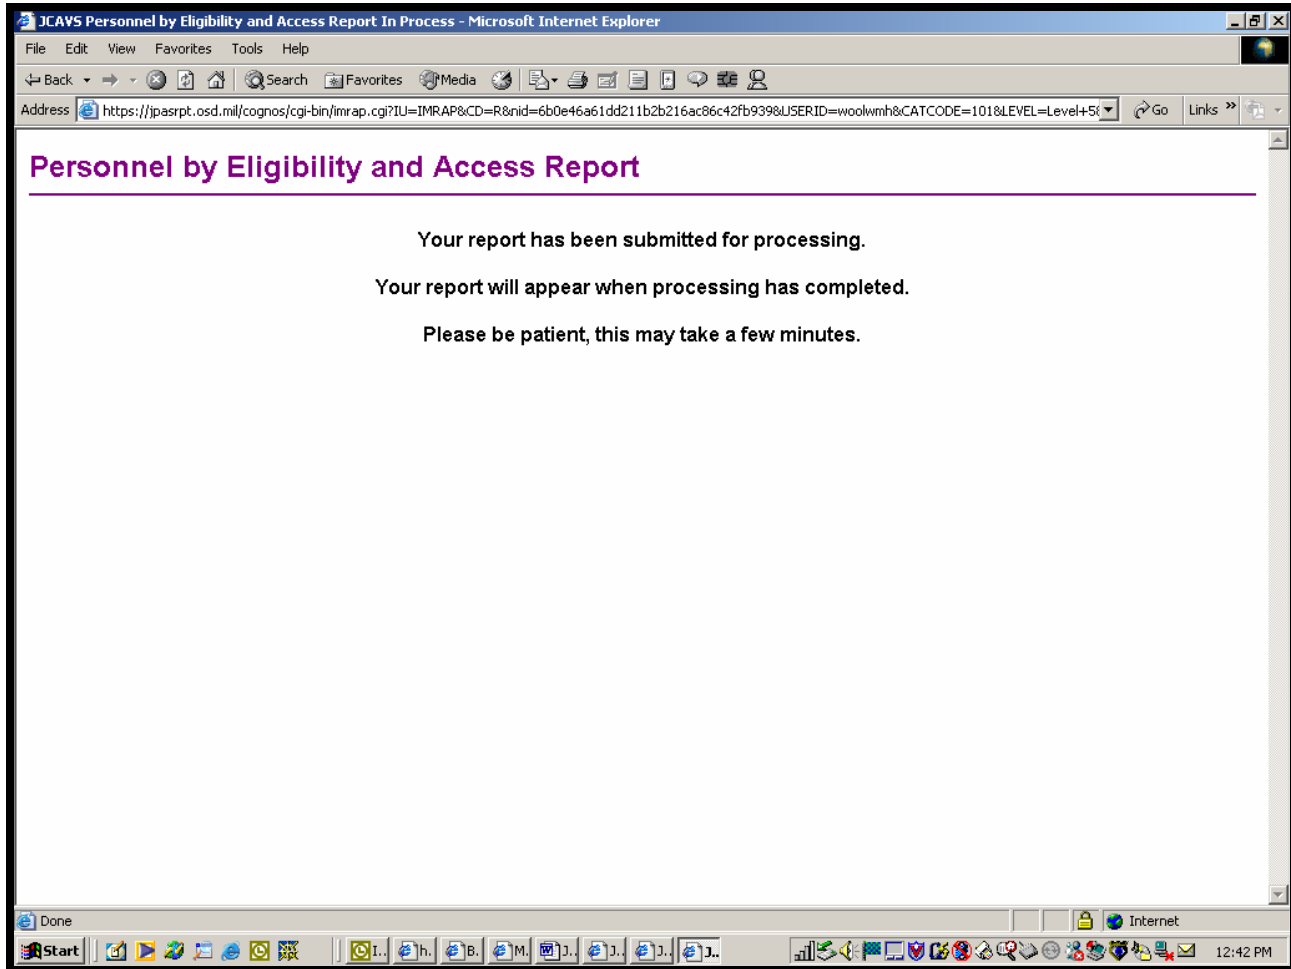 JCAVS Personnel by Eligibility and Access Report In Process - Microsoft Internet Explorer
File Edit View Favorites Tools Help
Back Search Favorites Media
Address https://jpasrpt.osd.mil/cognos/cgi-bin/imrap.cgi?IU=IMRAP&CD=R&nid=6b0e46a61dd211b2b216ac86c42fb939&USERID=woolwmh&CATCODE=101&LEVEL=Level+5& Go Links »
Personnel by Eligibility and Access Report
Your report has been submitted for processing.
Your report will appear when processing has completed.
Please be patient, this may take a few minutes.
Done Internet
Start I.. h. B. M. J.. J.. J.. J.. 12:42 PM